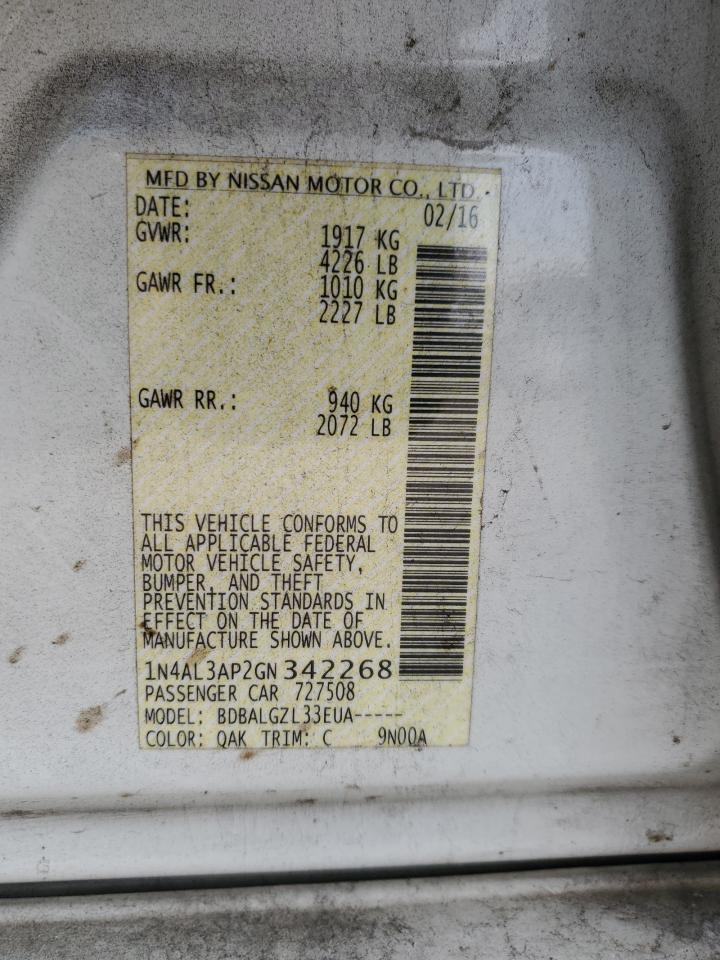 MFD BY NISSAN MOTOR CO., LTD.
DATE: 02/16
GVWR: 1917 KG
4226 LB
GAWR FR.: 1010 KG
2227 LB
GAWR RR.: 940 KG
2072 LB
THIS VEHICLE CONFORMS TO
ALL APPLICABLE FEDERAL
MOTOR VEHICLE SAFETY,
BUMPER, AND THEFT
PREVENTION STANDARDS IN
EFFECT ON THE DATE OF
MANUFACTURE SHOWN ABOVE.
1N4AL3AP2GN342268
PASSENGER CAR 727508
MODEL: BDBALGZL33EUA-----
COLOR: QAK TRIM: C 9N00A